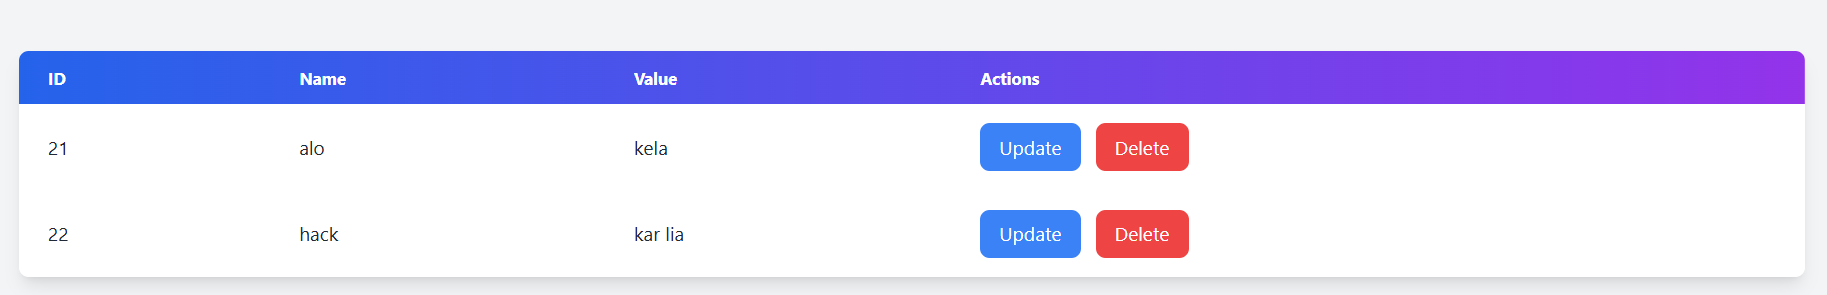 ID Name Value Actions
21 alo kela Update Delete
22 hack kar lia Update Delete